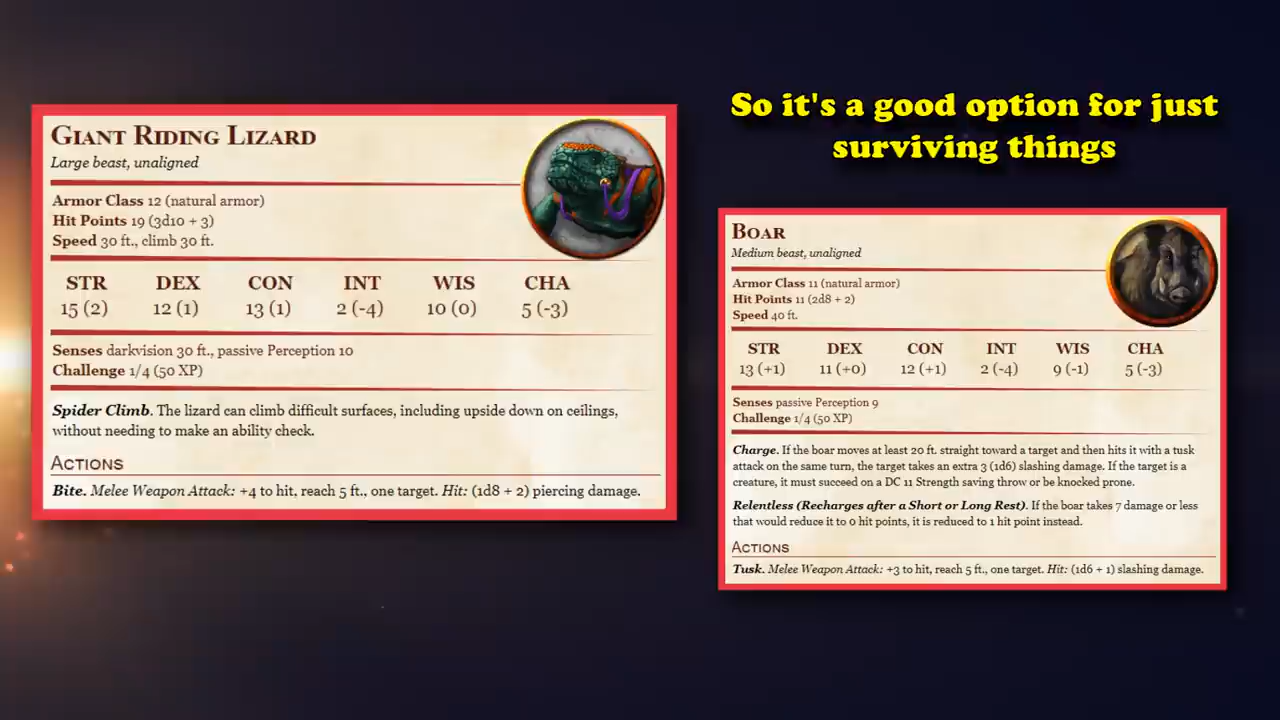 GIANT RIDING LIZARD
Large beast, unaligned
Armor Class 12 (natural armor)
Hit Points 19 (3d10 + 3)
Speed 30 ft., climb 30 ft.
STR DEX CON INT WIS CHA
15 (2) 12 (1) 13 (1) 2 (-4) 10 (0) 5 (-3)
Senses darkvision 30 ft., passive Perception 10
Challenge 1/4 (50 XP)
Spider Climb. The lizard can climb difficult surfaces, including upside down on ceilings,
without needing to make an ability check.
ACTIONS
Bite. Melee Weapon Attack: +4 to hit, reach 5 ft., one target. Hit: (1d8 + 2) piercing damage.
So it's a good option for just
surviving things
BOAR
Medium beast, unaligned
Armor Class 11 (natural armor)
Hit Points 11 (2d8 + 2)
Speed 40 ft.
STR DEX CON INT WIS CHA
13 (+1) 11 (+0) 12 (+1) 2 (-4) 9 (-1) 5 (-3)
Senses passive Perception 9
Challenge 1/4 (50 XP)
Charge. If the boar moves at least 20 ft. straight toward a target and then hits it with a tusk
attack on the same turn, the target takes an extra 3 (1d6) slashing damage. If the target is a
creature, it must succeed on a DC 11 Strength saving throw or be knocked prone.
Relentless (Recharges after a Short or Long Rest). If the boar takes 7 damage or less
that would reduce it to 0 hit points, it is reduced to 1 hit point instead.
ACTIONS
Tusk. Melee Weapon Attack: +3 to hit, reach 5 ft., one target. Hit: (1d6 + 1) slashing damage.